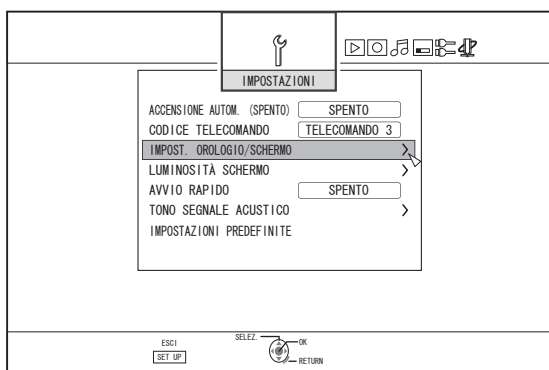 IMPOSTAZIONI
ACCENSIONE AUTOM. (SPENTO) SPENTO
CODICE TELECOMANDO TELECOMANDO 3
IMPOST. OROLOGIO/SCHERMO
LUMINOSITÀ SCHERMO
AVVIO RAPIDO SPENTO
TONO SEGNALE ACUSTICO
IMPOSTAZIONI PREDEFINITE
ESCI
SET UP
SELEZ.
OK
RETURN